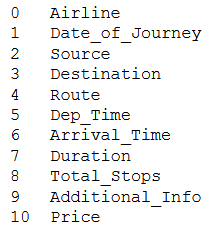 0 Airline
1 Date_of_Journey
2 Source
3 Destination
4 Route
5 Dep_Time
6 Arrival_Time
7 Duration
8 Total_Stops
9 Additional_Info
10 Price